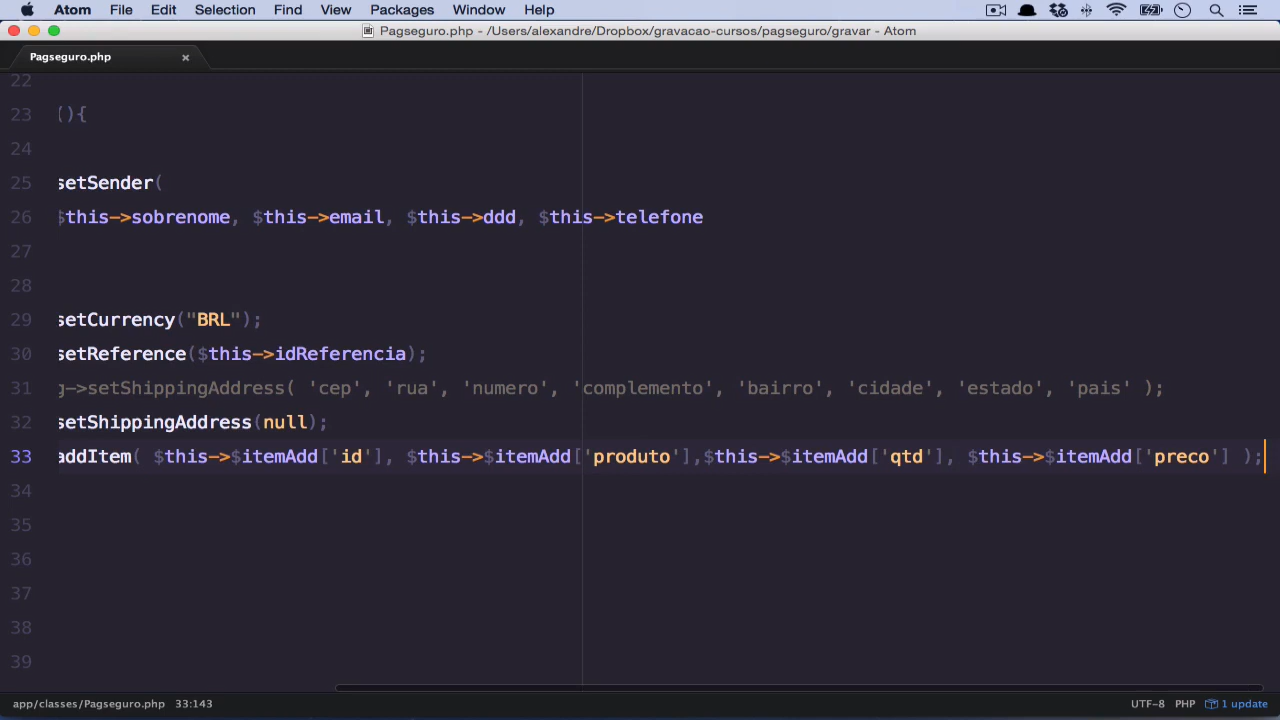 Atom File Edit Selection Find View Packages Window Help
Pagseguro.php - /Users/alexandre/Dropbox/gravacao-cursos/pagseguro/gravar - Atom
Pagseguro.php ×
22
23 (){
24
25 setSender(
26 $this->sobrenome, $this->email, $this->ddd, $this->telefone
27
28
29 setCurrency("BRL");
30 setReference($this->idReferencia);
31 g->setShippingAddress( 'cep', 'rua', 'numero', 'complemento', 'bairro', 'cidade', 'estado', 'pais' );
32 setShippingAddress(null);
33 addItem( $this->$itemAdd['id'], $this->$itemAdd['produto'],$this->$itemAdd['qtd'], $this->$itemAdd['preco'] );
34
35
36
37
38
39
app/classes/Pagseguro.php 33:143 UTF-8 PHP 1 update